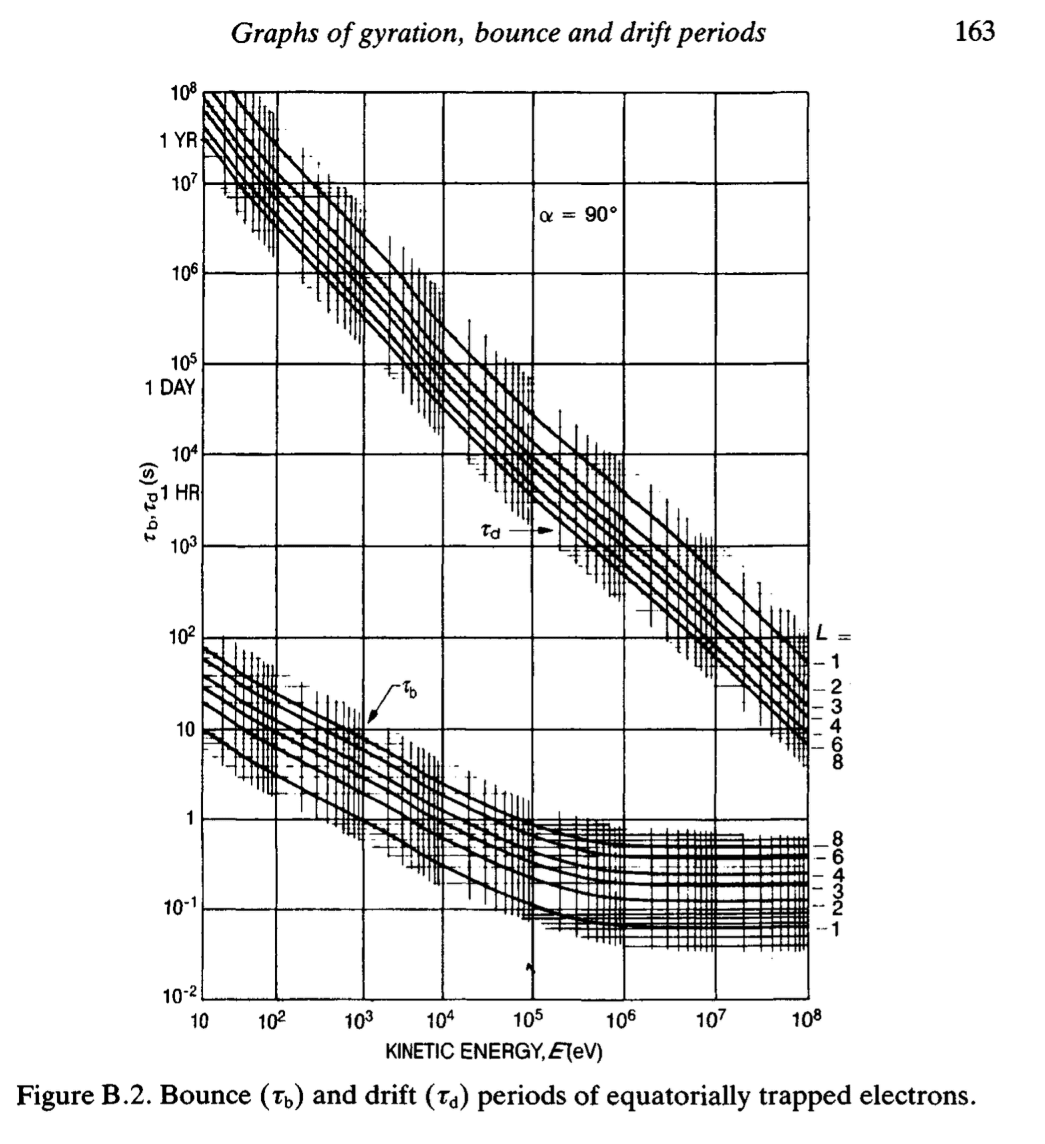 Graphs of gyration, bounce and drift periods 163
10⁸
1 YR
10⁷
α = 90°
10⁶
10⁵
1 DAY
10⁴
τb, τd (s)
1 HR
τd
10³
10²
L =
1
2
3
4
6
8
τb
10
1
8
6
4
3
2
1
10⁻¹
10⁻²
10 10² 10³ 10⁴ 10⁵ 10⁶ 10⁷ 10⁸
KINETIC ENERGY, E (eV)
Figure B.2. Bounce (τb) and drift (τd) periods of equatorially trapped electrons.